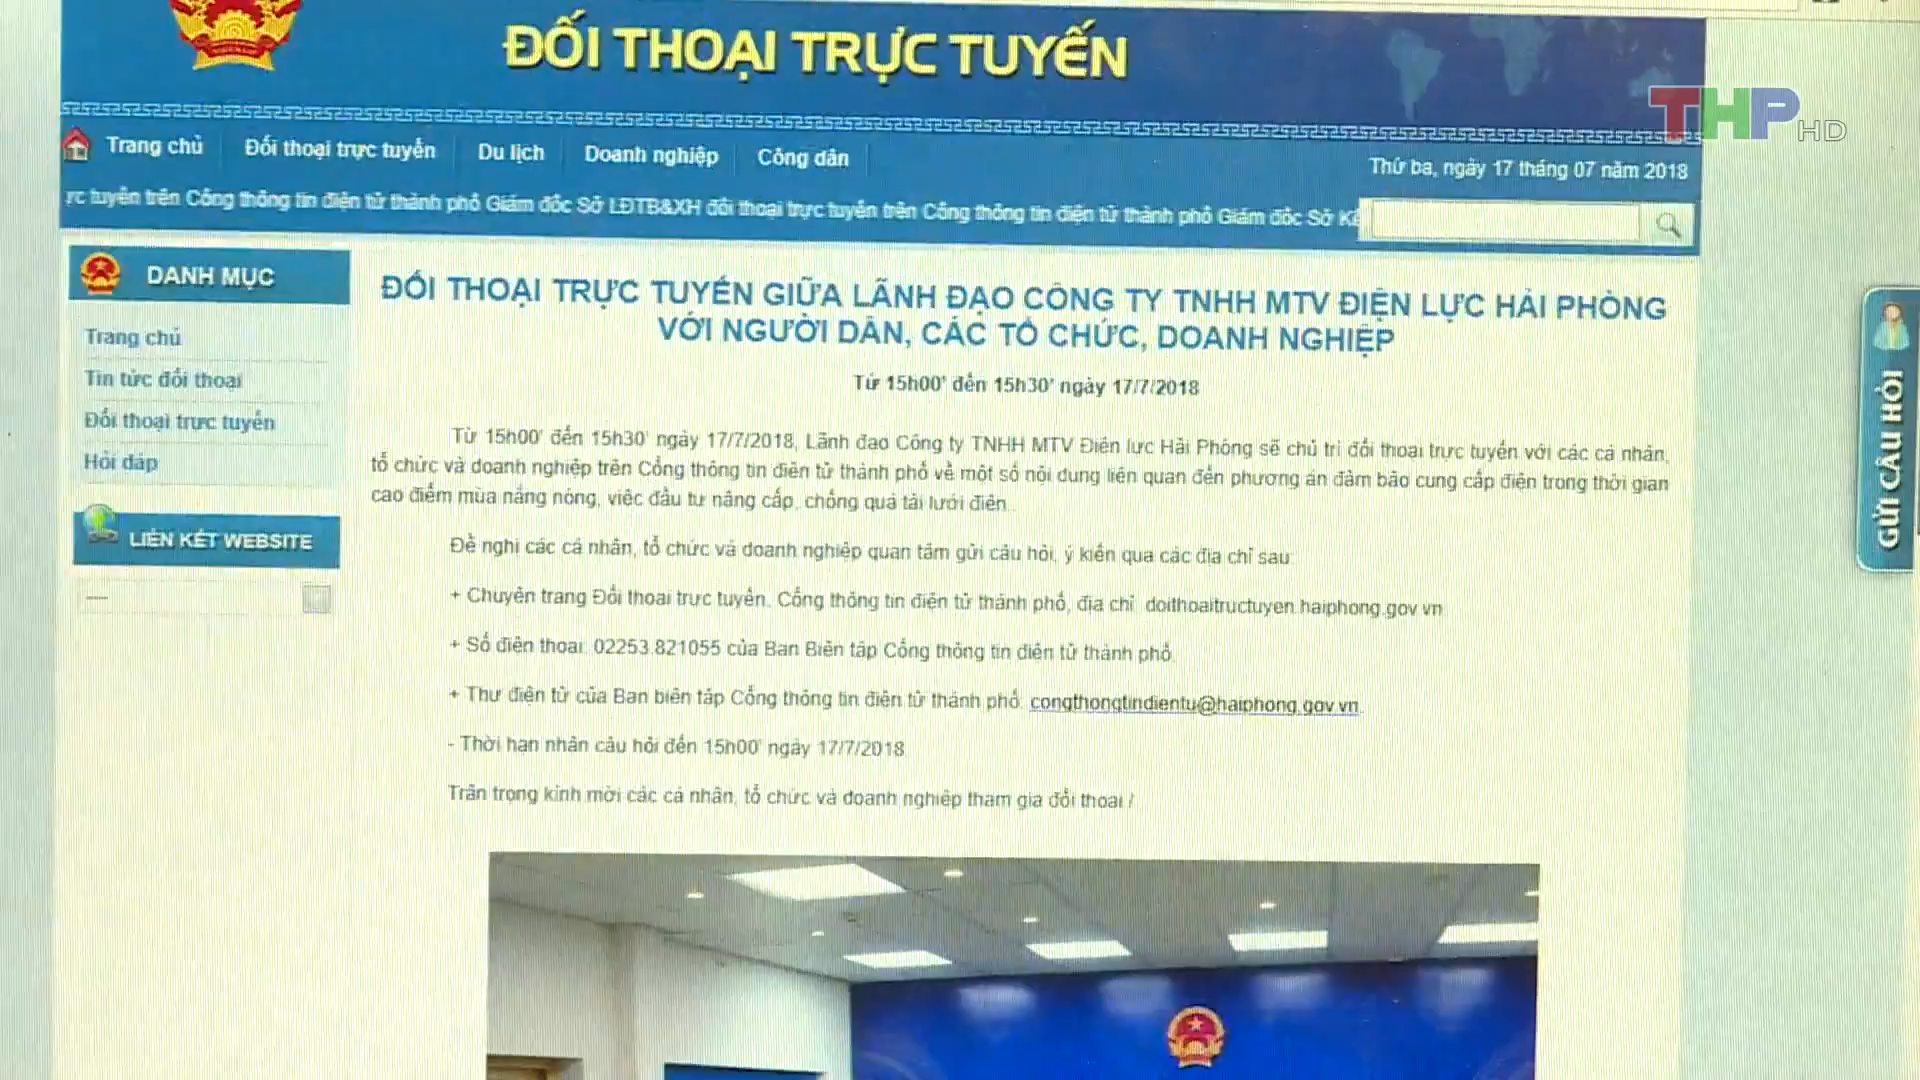 ĐỐI THOẠI TRỰC TUYẾN
THP HD
Trang chủ Đối thoại trực tuyến Du lịch Doanh nghiệp Công dân
Thứ ba, ngày 17 tháng 07 năm 2018
tuyến trên Cổng thông tin điện tử thành phố Giám đốc Sở LĐTB&XH đối thoại trực tuyến trên Cổng thông tin điện tử thành phố Giám đốc Sở
DANH MỤC
Trang chủ
Tin tức đối thoại
Đối thoại trực tuyến
Hỏi đáp
LIÊN KẾT WEBSITE
ĐỐI THOẠI TRỰC TUYẾN GIỮA LÃNH ĐẠO CÔNG TY TNHH MTV ĐIỆN LỰC HẢI PHÒNG
VỚI NGƯỜI DÂN, CÁC TỔ CHỨC, DOANH NGHIỆP
Từ 15h00' đến 15h30' ngày 17/7/2018
Từ 15h00' đến 15h30' ngày 17/7/2018, Lãnh đạo Công ty TNHH MTV Điện lực Hải Phòng sẽ chủ trì đối thoại trực tuyến với các cá nhân,
tổ chức và doanh nghiệp trên Cổng thông tin điện tử thành phố về một số nội dung liên quan đến phương án đảm bảo cung cấp điện trong thời gian
cao điểm mùa nắng nóng, việc đầu tư nâng cấp, chống quá tải lưới điện...
Đề nghị các cá nhân, tổ chức và doanh nghiệp quan tâm gửi câu hỏi, ý kiến qua các địa chỉ sau:
+ Chuyên trang Đối thoại trực tuyến, Cổng thông tin điện tử thành phố, địa chỉ: doithoaitructuyen.haiphong.gov.vn
+ Số điện thoại: 02253.821055 của Ban Biên tập Cổng thông tin điện tử thành phố.
+ Thư điện tử của Ban biên tập Cổng thông tin điện tử thành phố: congthongtindientu@haiphong.gov.vn.
- Thời hạn nhận câu hỏi đến 15h00' ngày 17/7/2018.
Trân trọng kính mời các cá nhân, tổ chức và doanh nghiệp tham gia đối thoại./.
GỬI CÂU HỎI